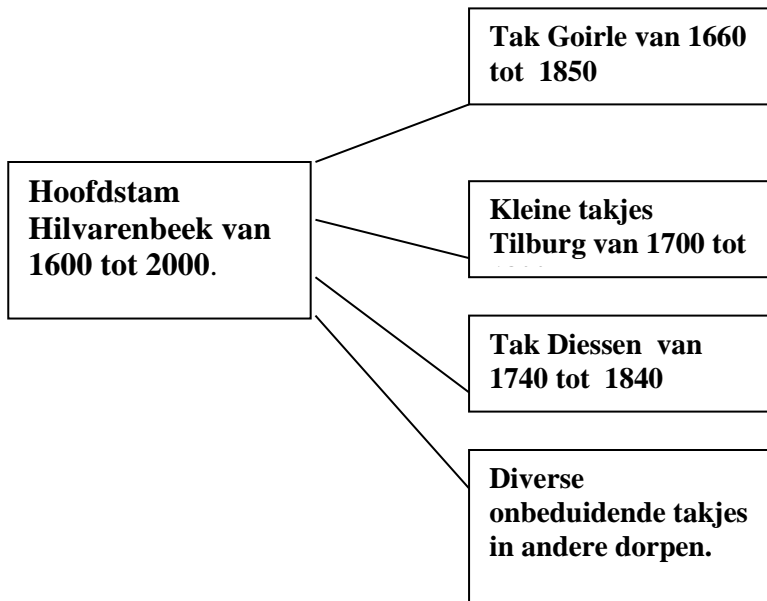 Tak Goirle van 1660
tot 1850
Hoofdstam
Hilvarenbeek van
1600 tot 2000.
Kleine takjes
Tilburg van 1700 tot
Tak Diessen van
1740 tot 1840
Diverse
onbeduidende takjes
in andere dorpen.